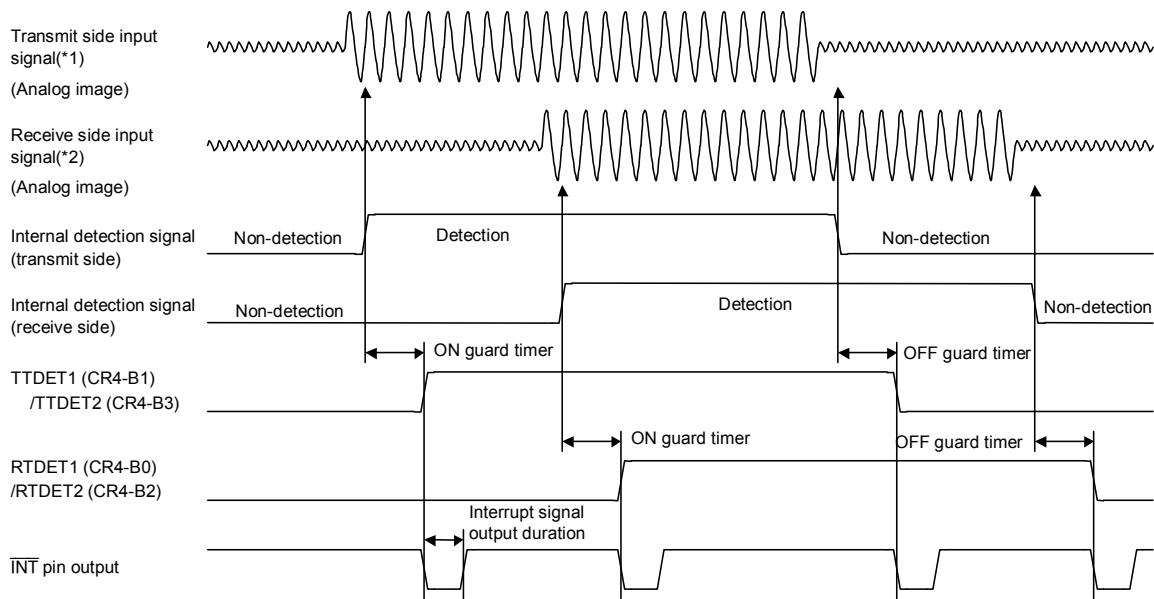 Transmit side input
signal(*1)
(Analog image)
Receive side input
signal(*2)
(Analog image)
Internal detection signal
(transmit side)
Non-detection
Detection
Non-detection
Internal detection signal
(receive side)
Non-detection
Detection
Non-detection
ON guard timer
OFF guard timer
TTDET1 (CR4-B1)
/TTDET2 (CR4-B3)
ON guard timer
OFF guard timer
RTDET1 (CR4-B0)
/RTDET2 (CR4-B2)
Interrupt signal
output duration
INT pin output